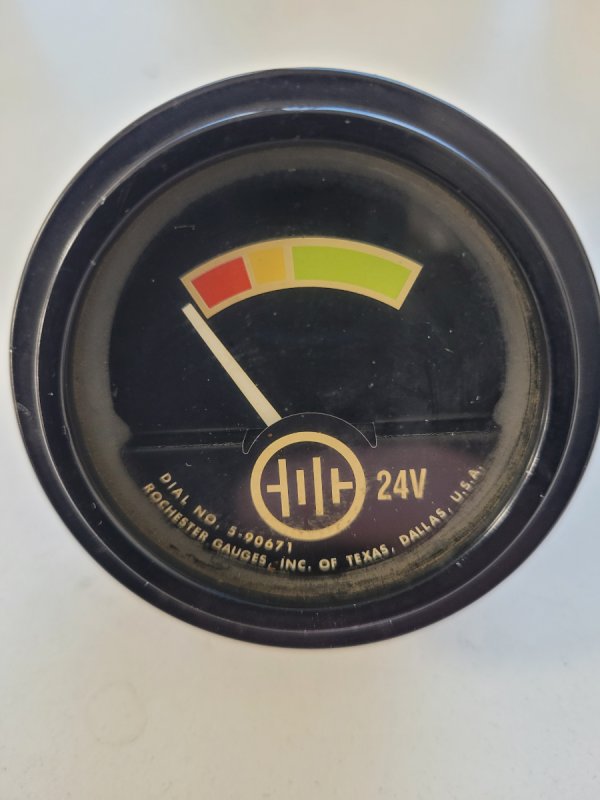 24V
DIAL NO. 5-90671
ROCHESTER GAUGES, INC. OF TEXAS, DALLAS, U.S.A.